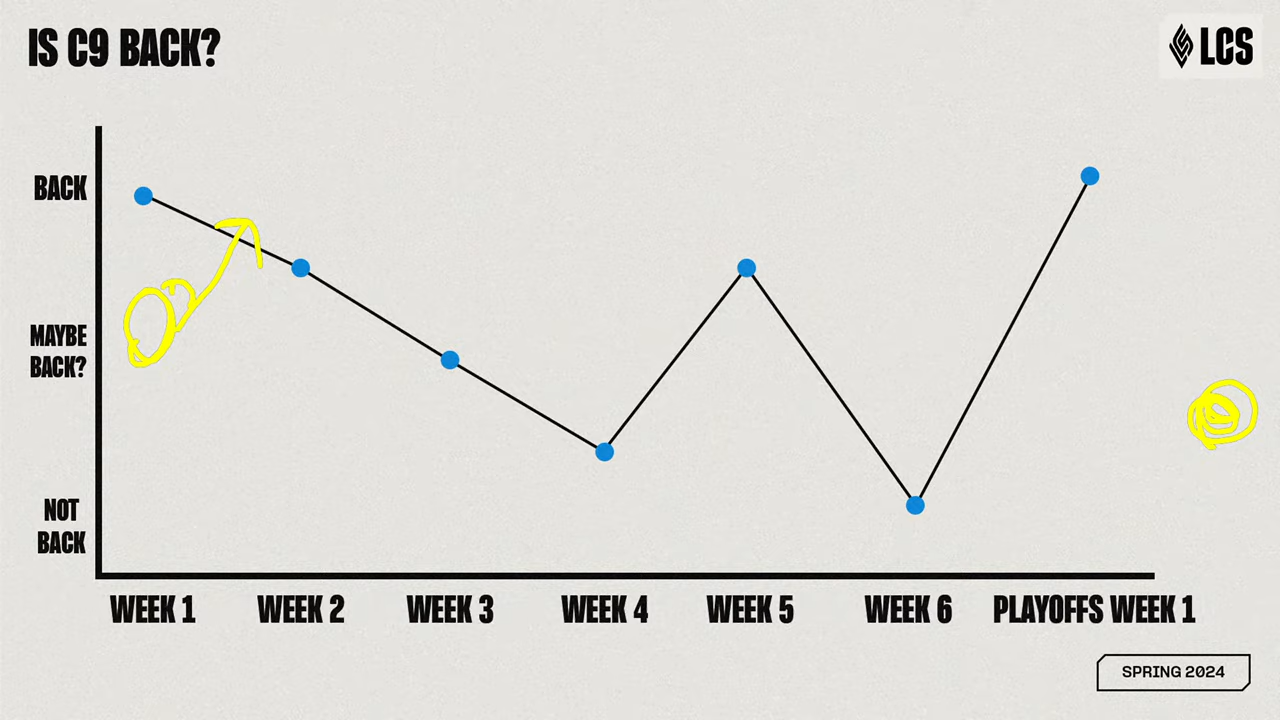 IS C9 BACK?
LCS
BACK
MAYBE
BACK?
NOT
BACK
WEEK 1
WEEK 2
WEEK 3
WEEK 4
WEEK 5
WEEK 6
PLAYOFFS WEEK 1
SPRING 2024